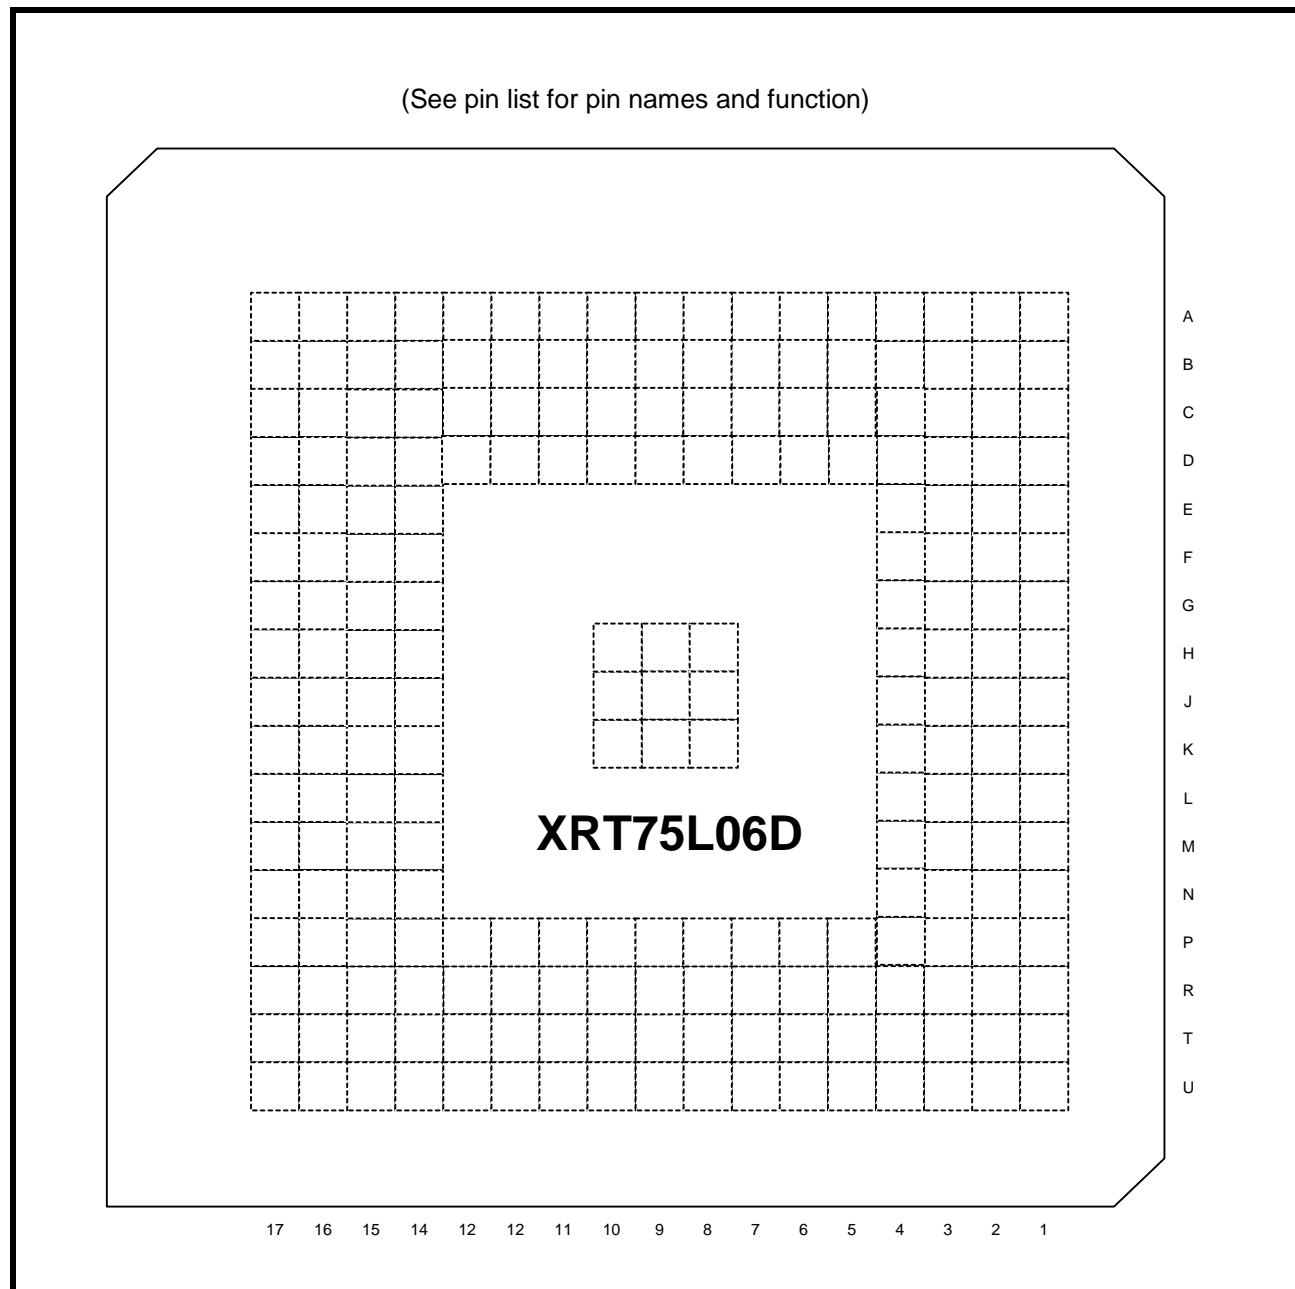 (See pin list for pin names and function)
A
B
C
D
E
F
G
H
J
K
L
XRT75L06D
M
N
P
R
T
U
17 16 15 14 12 12 11 10 9 8 7 6 5 4 3 2 1